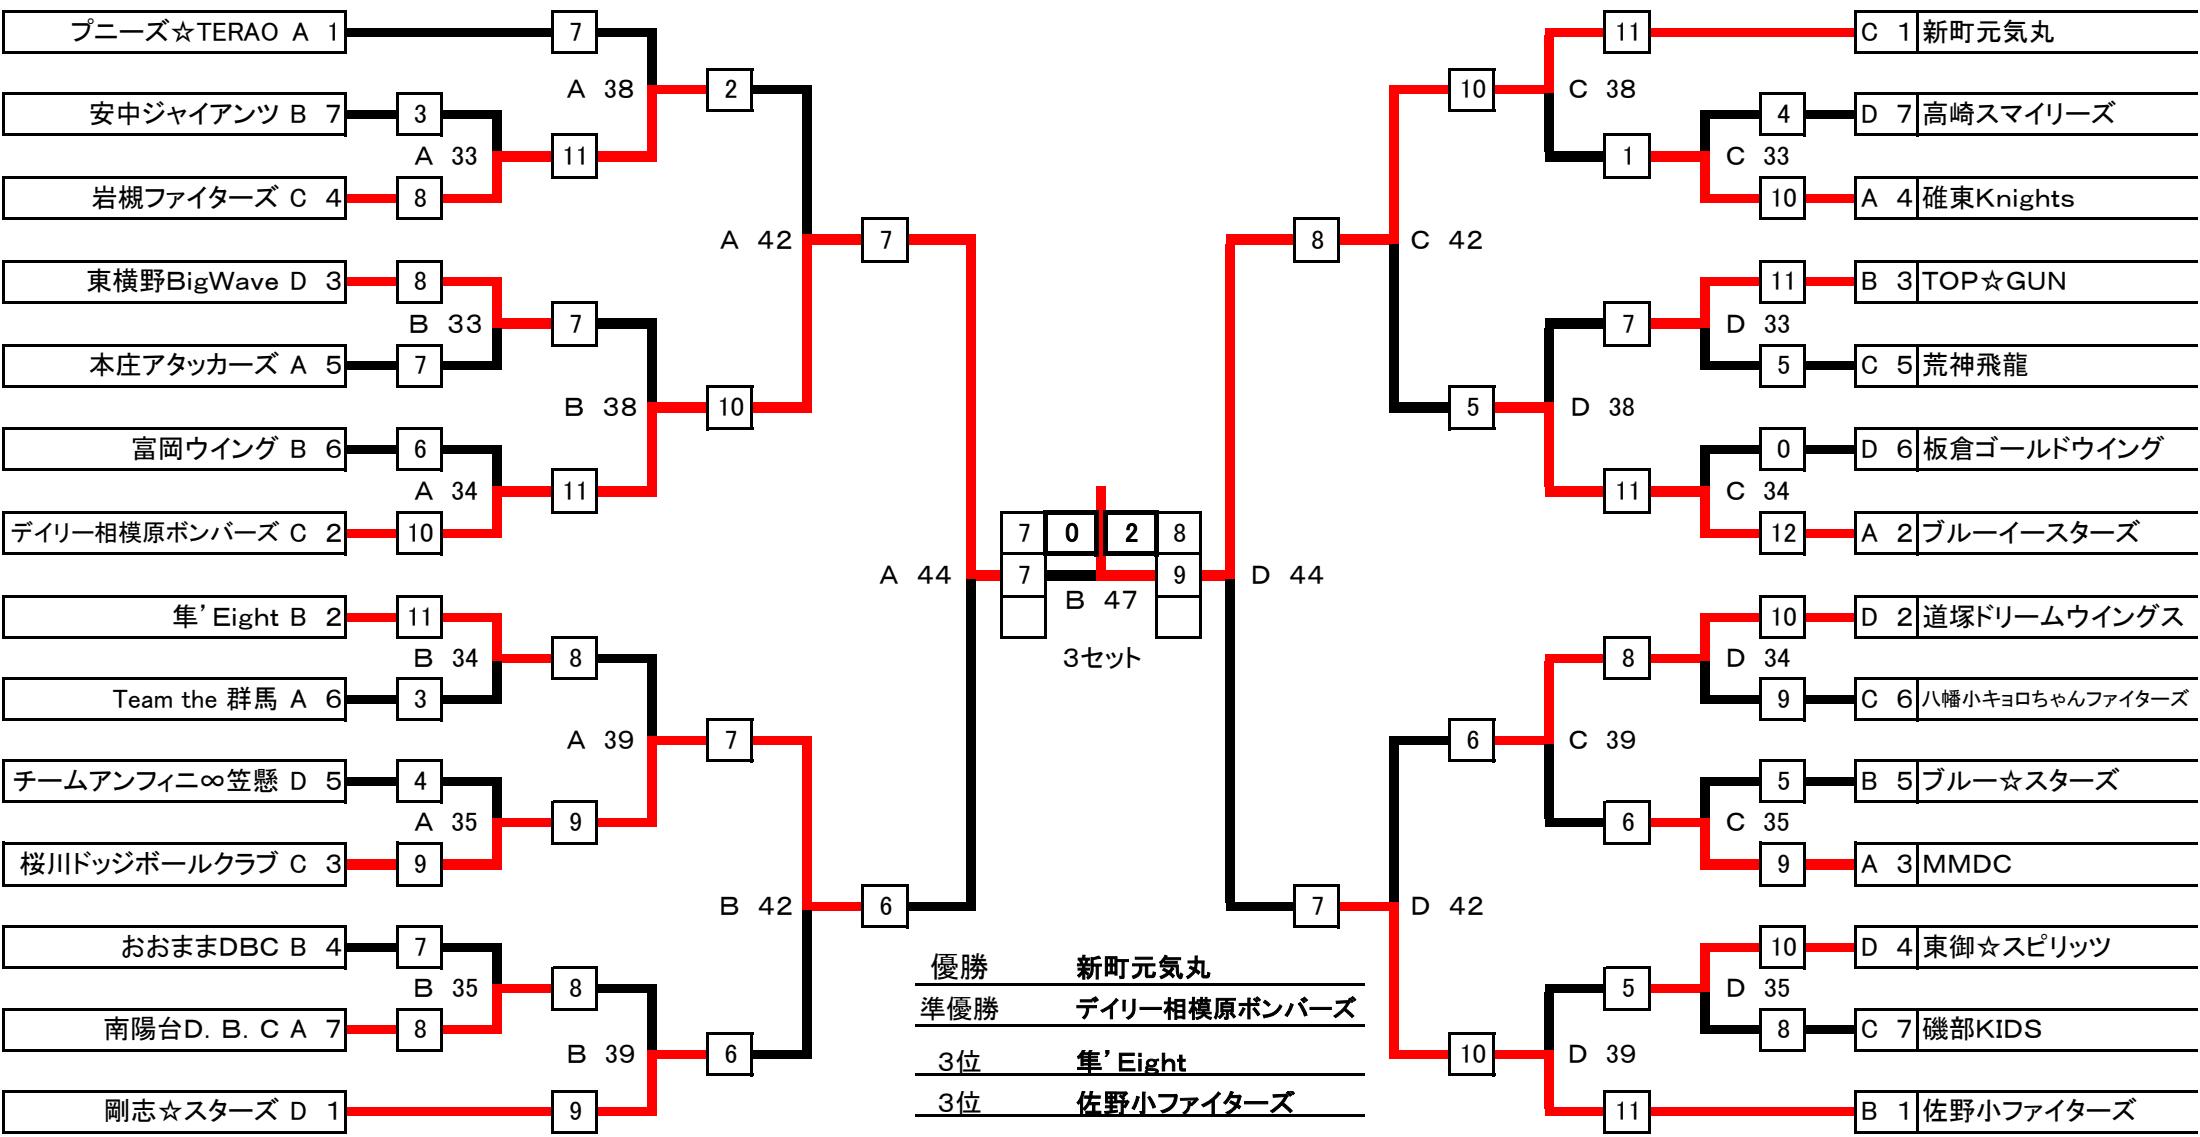 プニーズ☆TERAO A 1 7 11 C 1 新町元気丸
A 38 2 10 C 38
安中ジャイアンツ B 7 3 4 D 7 高崎スマイリーズ
A 33 11 1 C 33
岩槻ファイターズ C 4 8 10 A 4 碓東Knights
A 42 7 8 C 42
東横野BigWave D 3 8 11 B 3 TOP☆GUN
B 33 7 7 D 33
本庄アタッカーズ A 5 7 5 C 5 荒神飛龍
B 38 10 5 D 38
富岡ウイング B 6 6 0 D 6 板倉ゴールドウイング
A 34 11 11 C 34
デイリー相模原ボンバーズ C 2 10 7 0 2 8 12 A 2 ブルーイースターズ
A 44 7 9 D 44
B 47
隼’Eight B 2 11 10 D 2 道塚ドリームウイングス
B 34 8 3セット 8 D 34
Team the 群馬 A 6 3 9 C 6 八幡小キョロちゃんファイターズ
A 39 7 6 C 39
チームアンフィニ∞笠懸 D 5 4 5 B 5 ブルー☆スターズ
A 35 9 6 C 35
桜川ドッジボールクラブ C 3 9 9 A 3 MMDC
B 42 6 7 D 42
おおままDBC B 4 7 10 D 4 東御☆スピリッツ
優勝 新町元気丸
B 35 8 5 D 35
準優勝 デイリー相模原ボンバーズ
南陽台D．B．C A 7 8 8 C 7 磯部KIDS
B 39 6 10 D 39
3位 隼’Eight
3位 佐野小ファイターズ
剛志☆スターズ D 1 9 11 B 1 佐野小ファイターズ